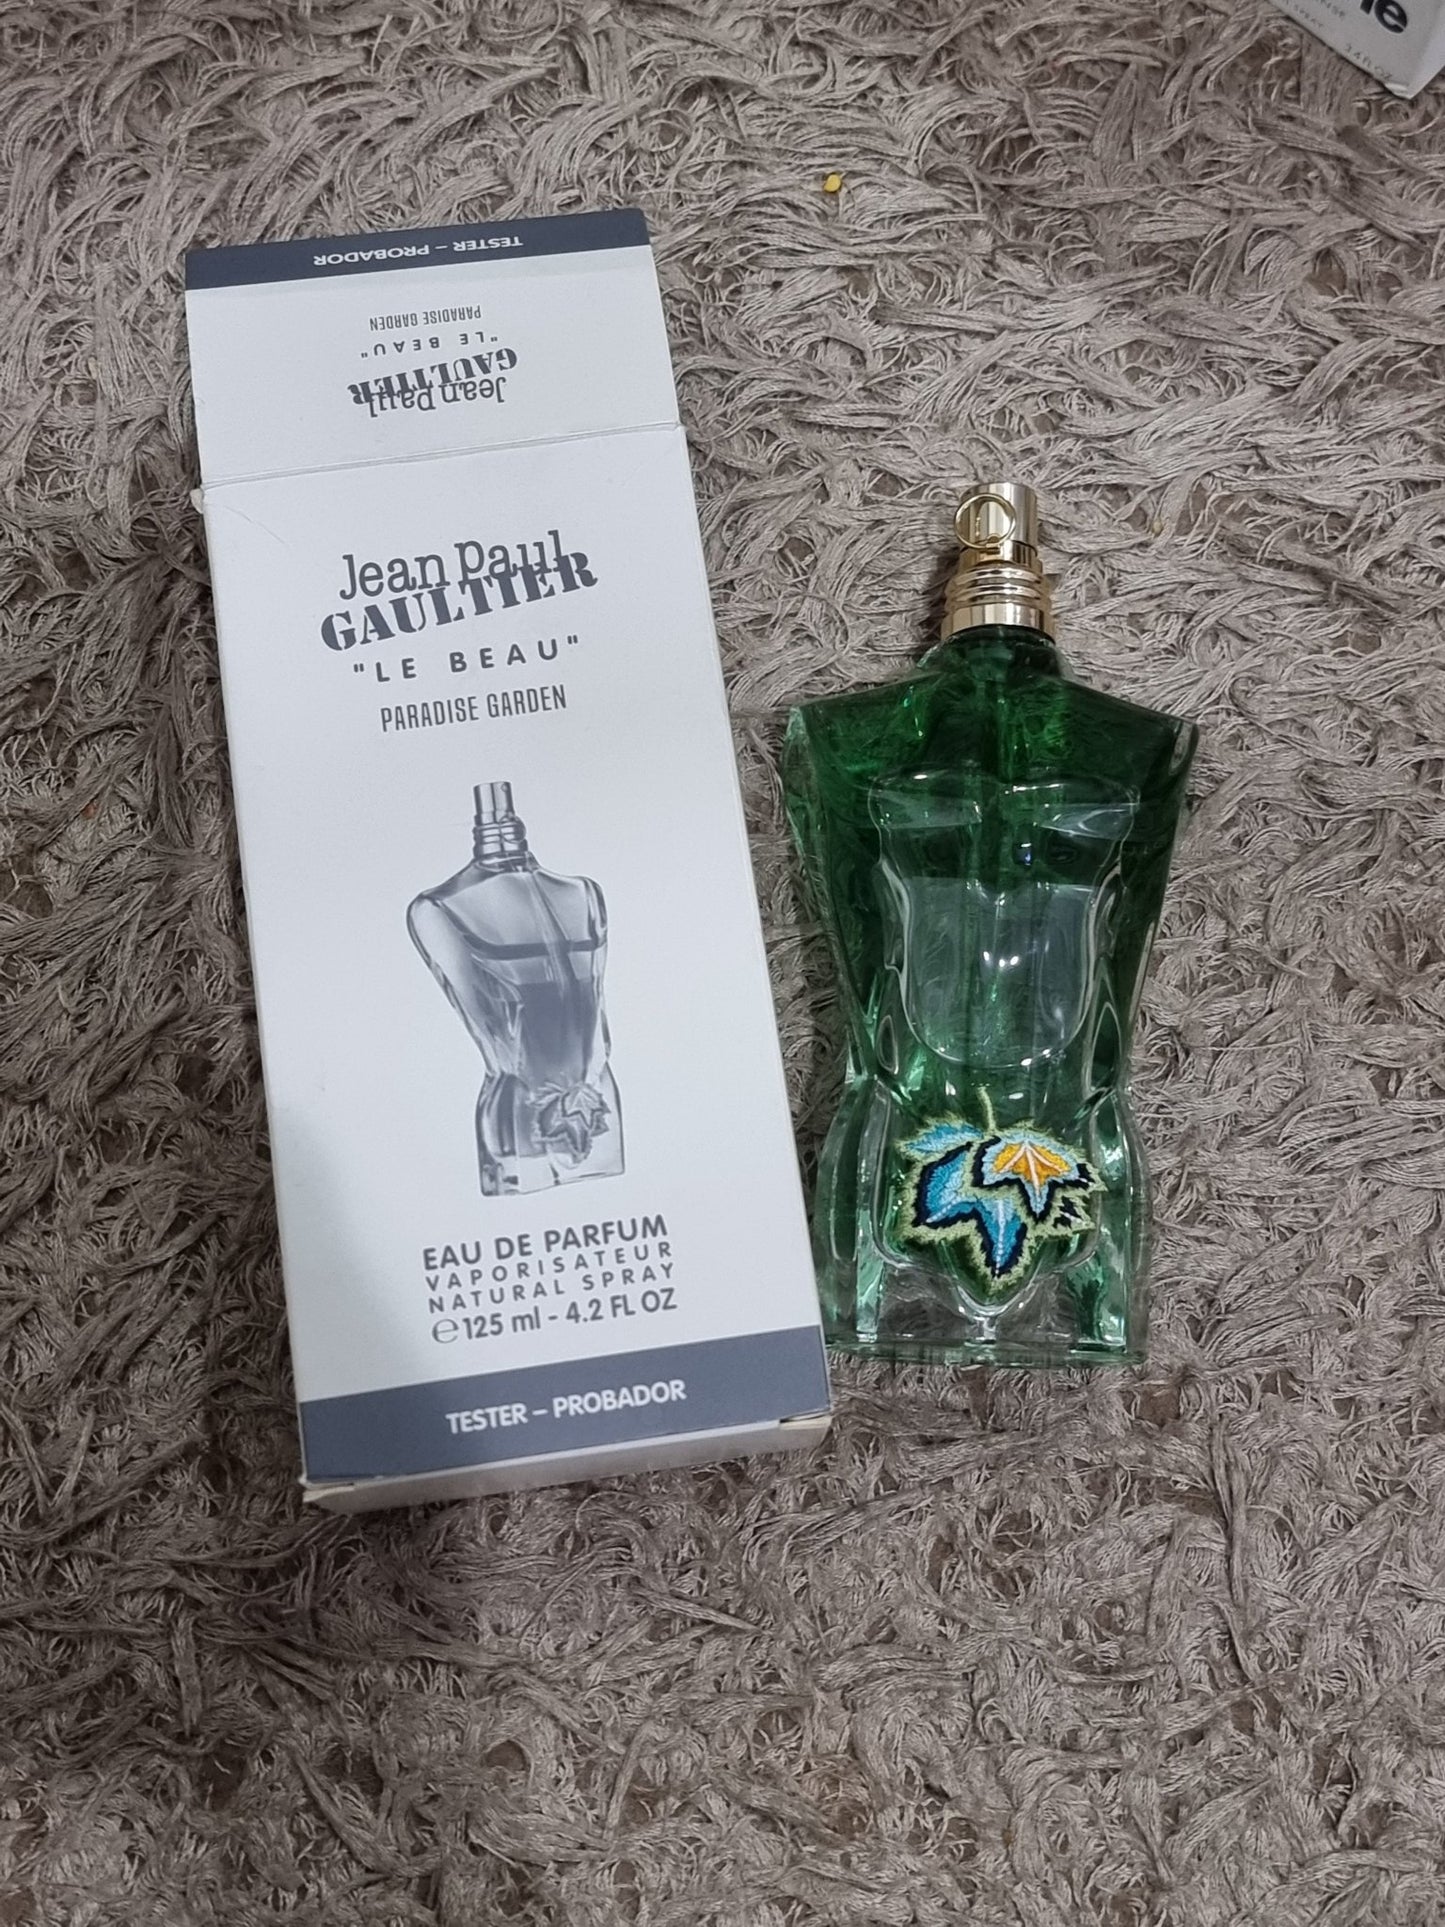 TESTER – PROBADOR
PARADISE GARDEN
"LE BEAU"
Jean Paul
GAULTIER
Jean Paul
GAULTIER
"LE BEAU"
PARADISE GARDEN
EAU DE PARFUM
VAPORISATEUR
NATURAL SPRAY
℮ 125 ml - 4.2 FL OZ
TESTER – PROBADOR